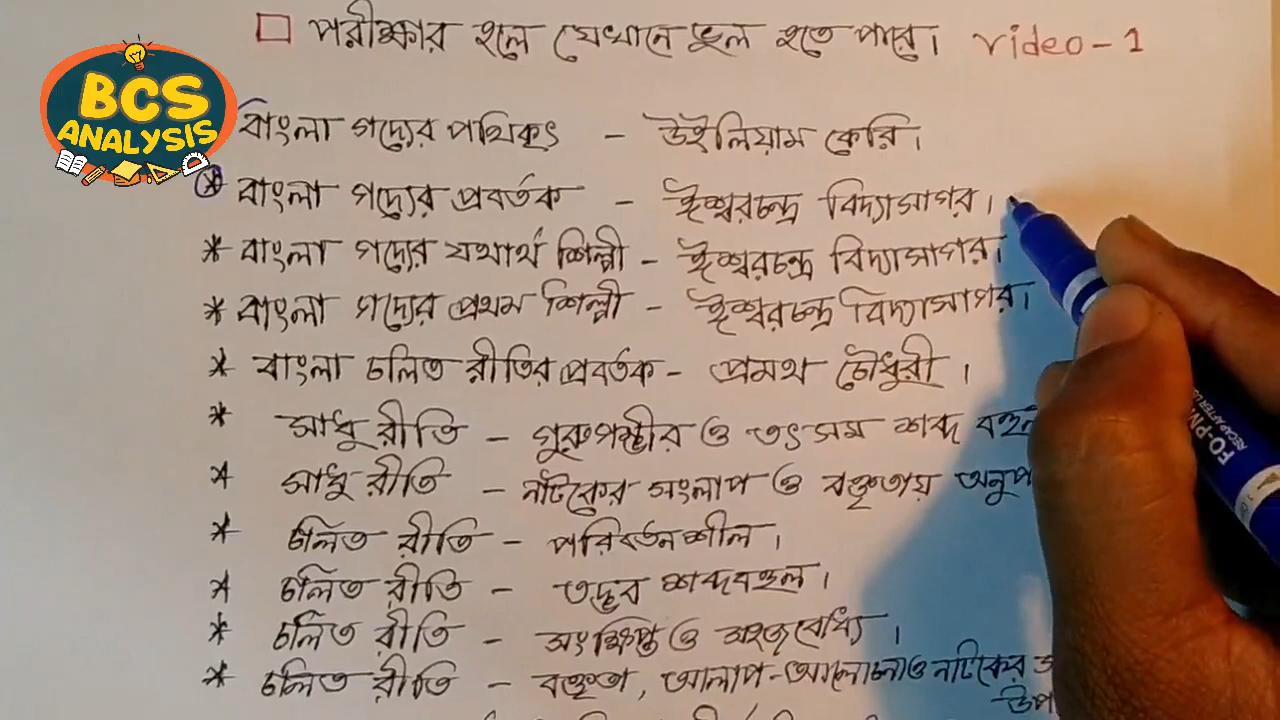 □ পরীক্ষার হলে যেখানে ভুল হতে পারে। video-1
BCS
ANALYSIS
বাংলা গদ্যের পথিকৃৎ - উইলিয়াম কেরি।
* বাংলা গদ্যের প্রবর্তক - ঈশ্বরচন্দ্র বিদ্যাসাগর।
* বাংলা গদ্যের যথার্থ শিল্পী - ঈশ্বরচন্দ্র বিদ্যাসাগর।
* বাংলা গদ্যের প্রথম শিল্পী - ঈশ্বরচন্দ্র বিদ্যাসাগর।
* বাংলা চলিত রীতির প্রবর্তক - প্রমথ চৌধুরী।
* সাধু রীতি - গুরুগম্ভীর ও তৎসম শব্দ
* সাধু রীতি - নাটকের সংলাপ ও বক্তৃতায়
* চলিত রীতি - পরিবর্তনশীল।
* চলিত রীতি - তদ্ভব শব্দবহুল।
* চলিত রীতি - সংক্ষিপ্ত ও সহজবোধ্য।
* চলিত রীতি - বক্তৃতা, আলাপ-আলোচনা ও নাটকের